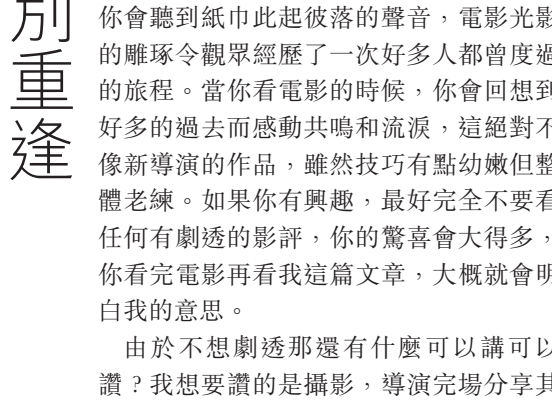 別重逢
你會聽到紙巾此起彼落的聲音，電影光影
的雕琢令觀眾經歷了一次好多人都曾度過
的旅程。當你看電影的時候，你會回想到
好多的過去而感動共鳴和流淚，這絕對不
像新導演的作品，雖然技巧有點幼嫩但整
體老練。如果你有興趣，最好完全不要看
任何有劇透的影評，你的驚喜會大得多，
你看完電影再看我這篇文章，大概就會明
白我的意思。
由於不想劇透那還有什麼可以講可以
讚？我想要讚的是攝影，導演完場分享其